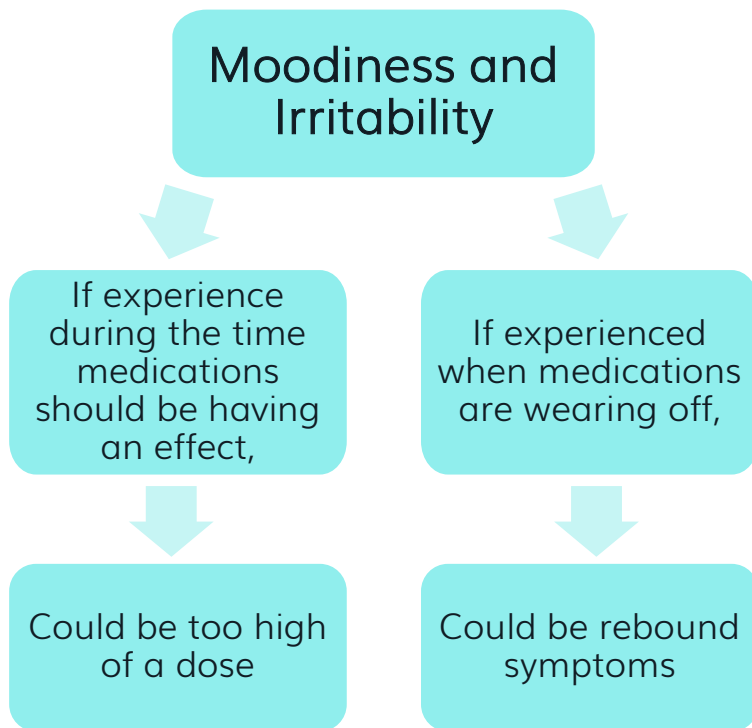 Moodiness and
Irritability
If experience
during the time
medications
should be having
an effect,
If experienced
when medications
are wearing off,
Could be too high
of a dose
Could be rebound
symptoms